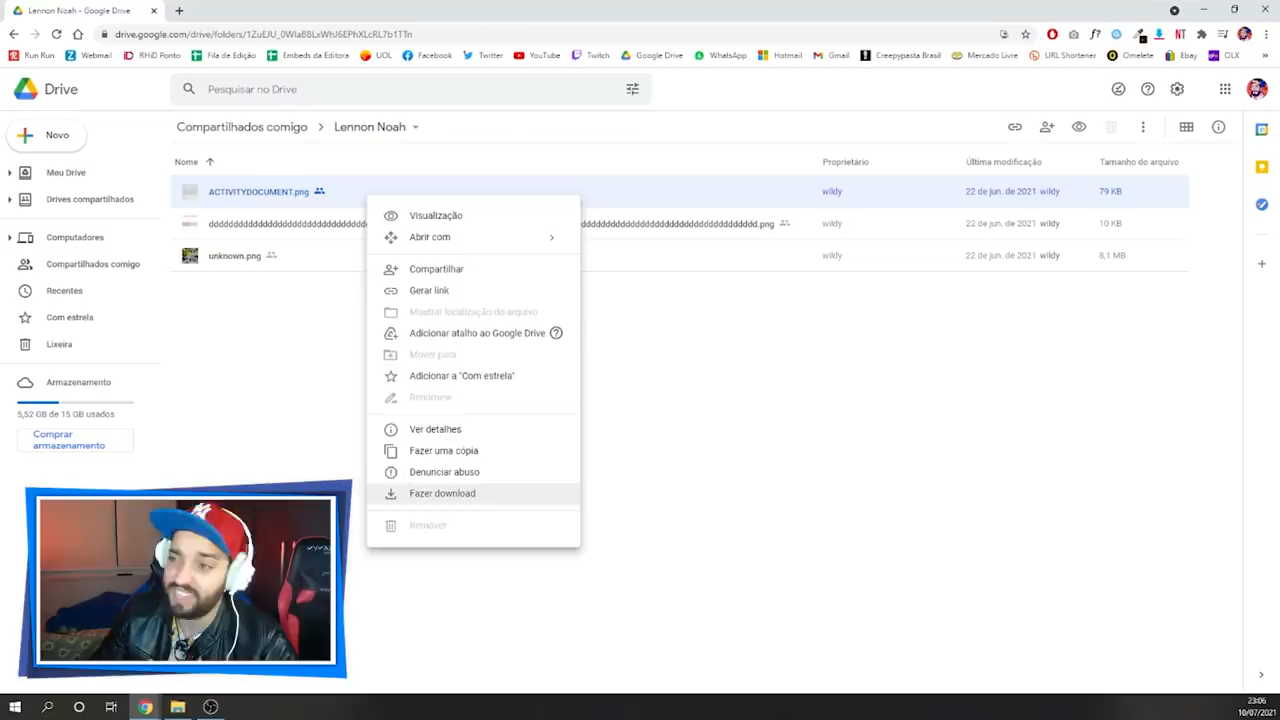 Lennon Noah - Google Drive
drive.google.com/drive/folders/
Run Run
Webmail
RHiD Ponto
Fila de Edição
Embeds da Editora
UOL
Facebook
Twitter
YouTube
Twitch
Google Drive
WhatsApp
Hotmail
Gmail
Creepypasta Brasil
Mercado Livre
URL Shortener
Omelete
Ebay
OLX
Drive
Pesquisar no Drive
Novo
Compartilhados comigo
Lennon Noah
Nome
Proprietário
Última modificação
Tamanho do arquivo
Meu Drive
ACTIVITYDOCUMENT.png
wildy
22 de jun. de 2021 wildy
79 KB
Drives compartilhados
Visualização
.png
wildy
22 de jun. de 2021 wildy
10 KB
Computadores
Abrir com
unknown.png
wildy
22 de jun. de 2021 wildy
8,1 MB
Compartilhados comigo
Compartilhar
Recentes
Gerar link
Com estrela
Mostrar localização do arquivo
Adicionar atalho ao Google Drive
Lixeira
Mover para
Armazenamento
Adicionar a "Com estrela"
Renomear
5,52 GB de 15 GB usados
Comprar
armazenamento
Ver detalhes
Fazer uma cópia
Denunciar abuso
Fazer download
Remover
23:06
10/07/2021